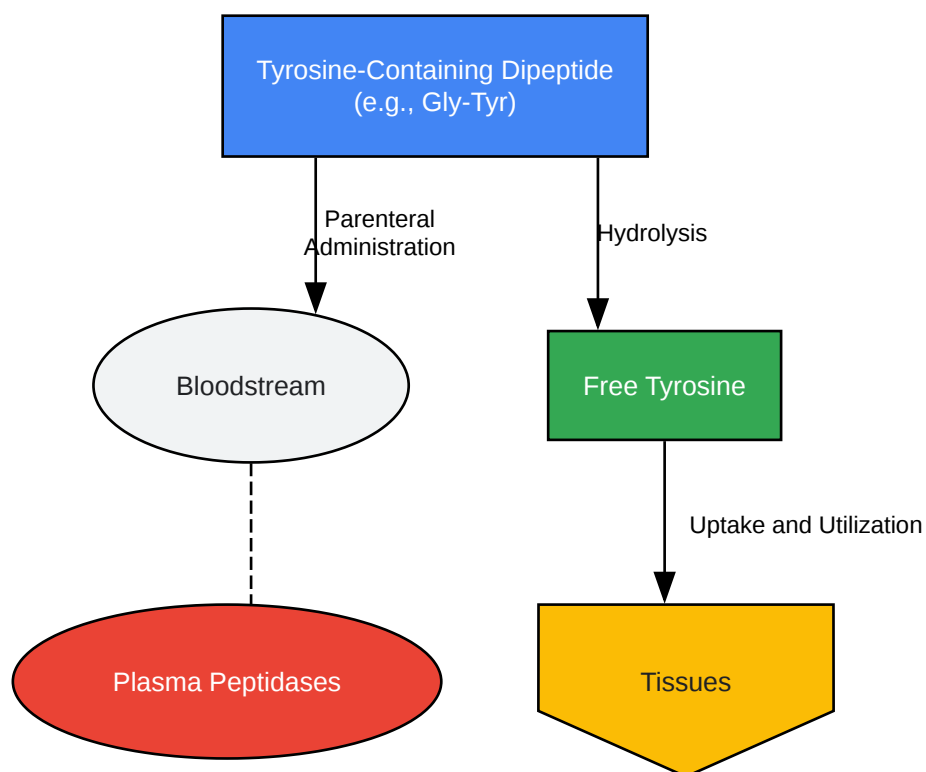 Tyrosine-Containing Dipeptide
(e.g., Gly-Tyr)
Parenteral
Administration
Hydrolysis
Bloodstream
Free Tyrosine
Uptake and Utilization
Plasma Peptidases
Tissues